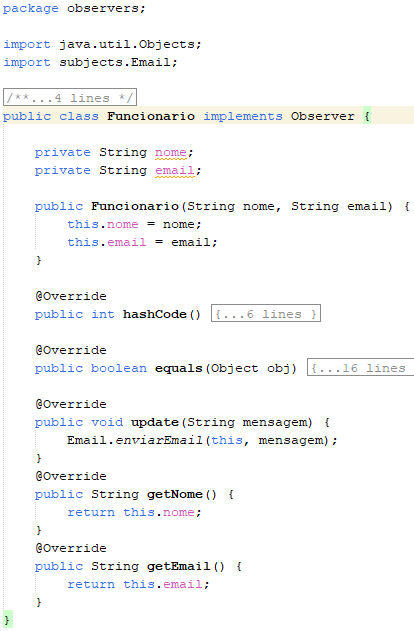 package observers;
import java.util.Objects;
import subjects.Email;
/**...4 lines */
public class Funcionario implements Observer {
private String nome;
private String email;
public Funcionario(String nome, String email) {
this.nome = nome;
this.email = email;
}
@Override
public int hashCode() {...6 lines }
@Override
public boolean equals(Object obj) {...16 lines
@Override
public void update(String mensagem) {
Email.enviarEmail(this, mensagem);
}
@Override
public String getNome() {
return this.nome;
}
@Override
public String getEmail() {
return this.email;
}
}